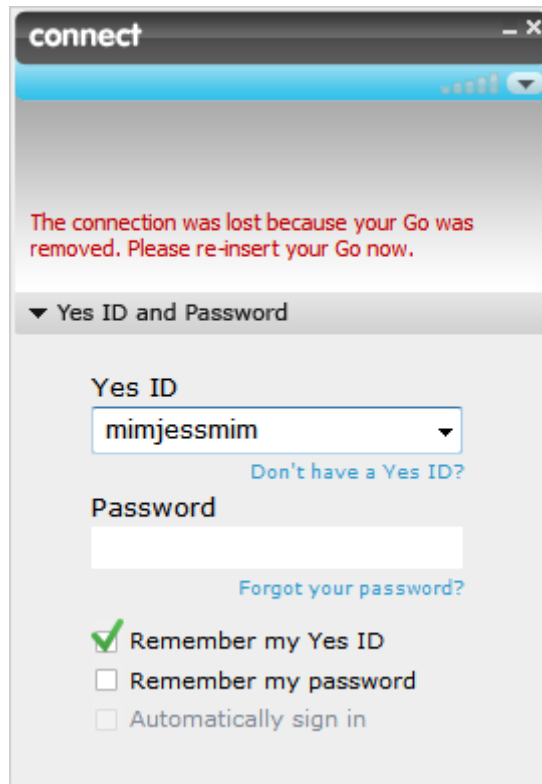 connect
The connection was lost because your Go was
removed. Please re-insert your Go now.
Yes ID and Password
Yes ID
mimjessmim
Don't have a Yes ID?
Password
Forgot your password?
Remember my Yes ID
Remember my password
Automatically sign in